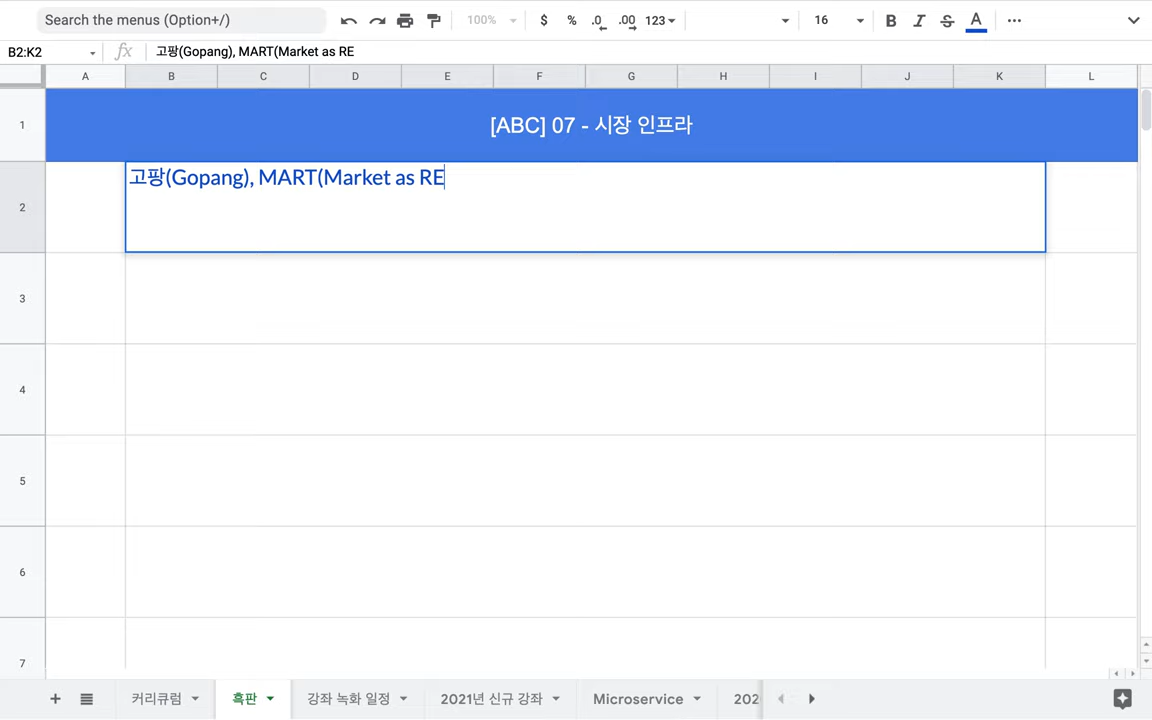 Search the menus (Option+/) 100% $ % .0 .00 123 16 B I S A
B2:K2 fx 고팡(Gopang), MART(Market as RE
A B C D E F G H I J K L
1 [ABC] 07 - 시장 인프라
2 고팡(Gopang), MART(Market as RE
3
4
5
6
7
커리큐럼 흑판 강좌 녹화 일정 2021년 신규 강좌 Microservice 202